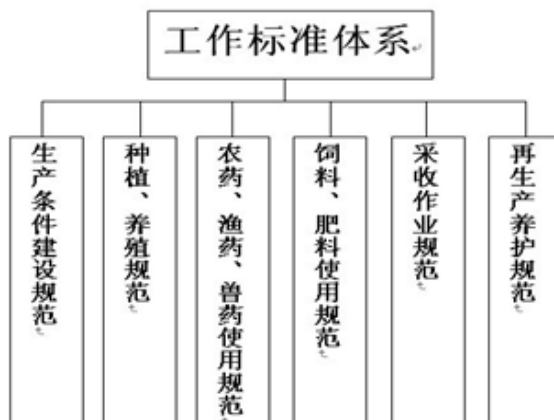 工作标准体系
生产条件建设规范
种植、养殖规范
农药、渔药、兽药使用规范
饲料、肥料使用规范
采收作业规范
再生产养护规范